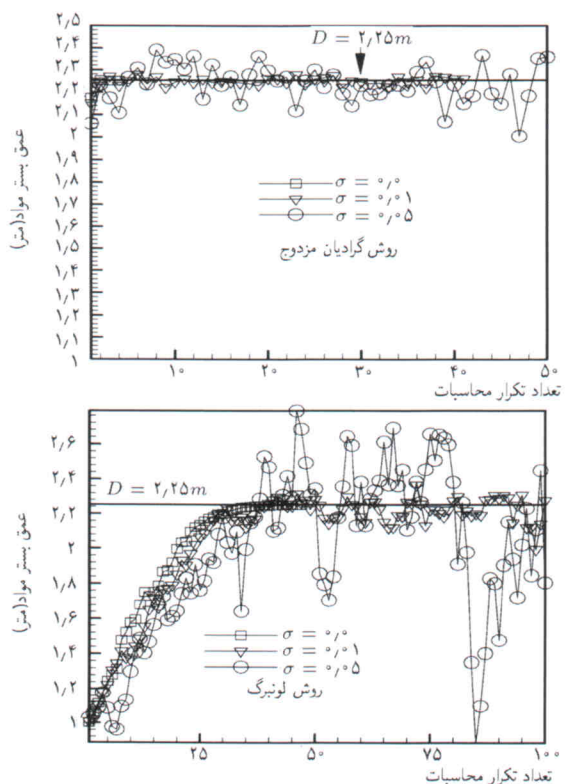 ۲٫۵
۲٫۴
۲٫۳
۲٫۲
۲٫۱
۲
۱٫۹
۱٫۸
۱٫۷
۱٫۶
۱٫۵
۱٫۴
۱٫۳
۱٫۲
۱٫۱
۱
عمق بستر مواد(متر)
D = ۲٫۲۵m
σ = ۰٫۰
σ = ۰٫۰۱
σ = ۰٫۰۵
روش گرادیان مزدوج
۱۰ ۲۰ ۳۰ ۴۰ ۵۰
تعداد تکرار محاسبات
۲٫۶
۲٫۴
۲٫۲
۲
۱٫۸
۱٫۶
۱٫۴
۱٫۲
۱
عمق بستر مواد(متر)
D = ۲٫۲۵m
σ = ۰٫۰
σ = ۰٫۰۱
σ = ۰٫۰۵
روش لونبرگ
۲۵ ۵۰ ۷۵ ۱۰۰
تعداد تکرار محاسبات